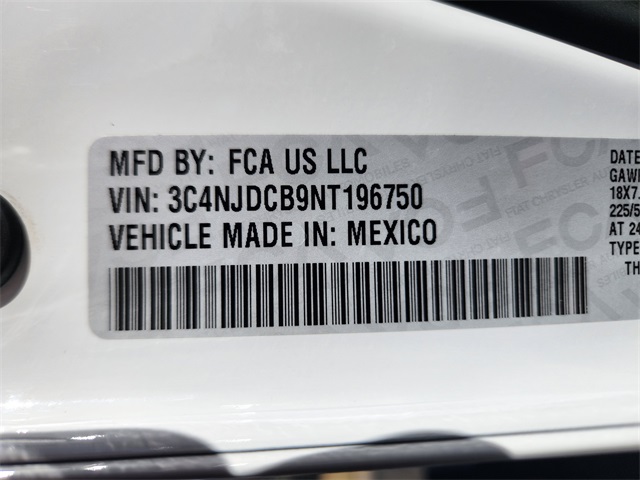 MFD BY: FCA US LLC
VIN: 3C4NJDCB9NT196750
VEHICLE MADE IN: MEXICO
DATE
GAWR
18X7.
225/5
AT 24
TYPE
TH